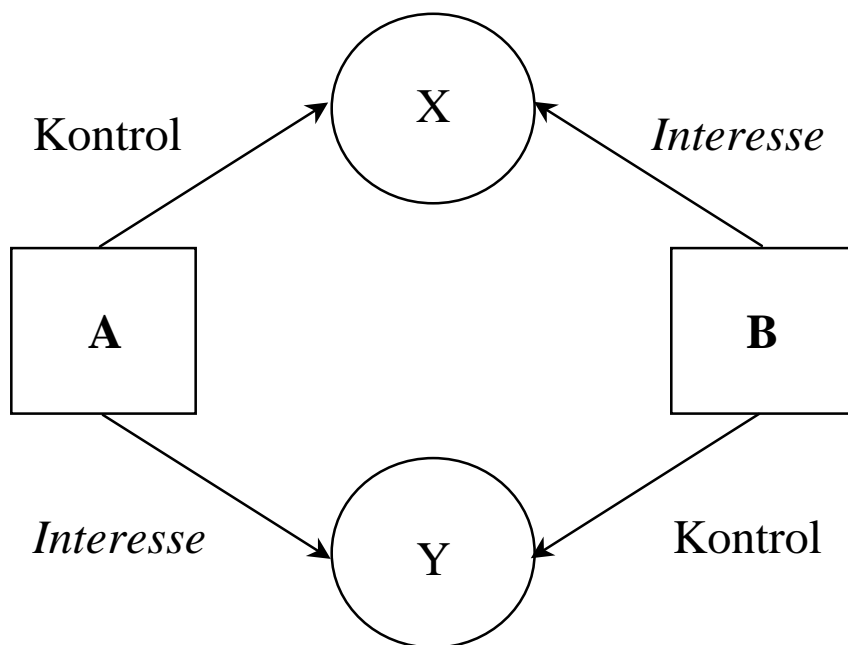 X
Kontrol
Interesse
A
B
Interesse
Y
Kontrol